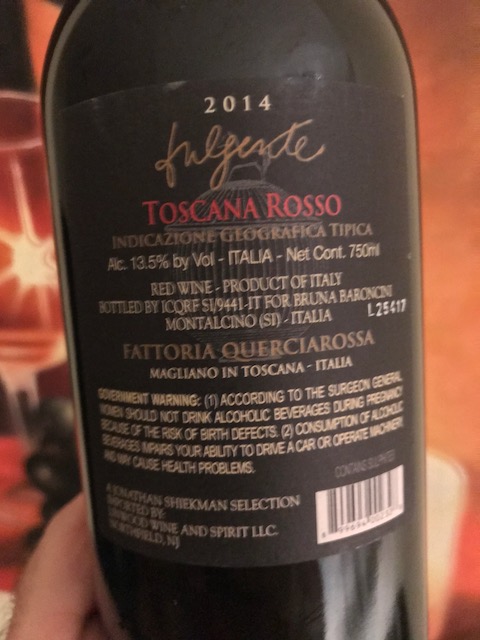 2014
fulgente
TOSCANA ROSSO
INDICAZIONE GEOGRAFICA TIPICA
Alc. 13.5% by Vol - ITALIA - Net Cont. 750ml
RED WINE - PRODUCT OF ITALY
BOTTLED BY ICQRF SI/9441-IT FOR BRUNA BARONCINI
MONTALCINO (SI) - ITALIA
L25417
FATTORIA QUERCIAROSSA
MAGLIANO IN TOSCANA - ITALIA
GOVERNMENT WARNING: (1) ACCORDING TO THE SURGEON GENERAL,
WOMEN SHOULD NOT DRINK ALCOHOLIC BEVERAGES DURING PREGNANCY
BECAUSE OF THE RISK OF BIRTH DEFECTS. (2) CONSUMPTION OF ALCOHOLIC
BEVERAGES IMPAIRS YOUR ABILITY TO DRIVE A CAR OR OPERATE MACHINERY,
AND MAY CAUSE HEALTH PROBLEMS.
CONTAINS SULFITES
A JONATHAN SHIEKMAN SELECTION
IMPORTED BY:
WINE AND SPIRIT LLC.
NORTHFIELD, NJ